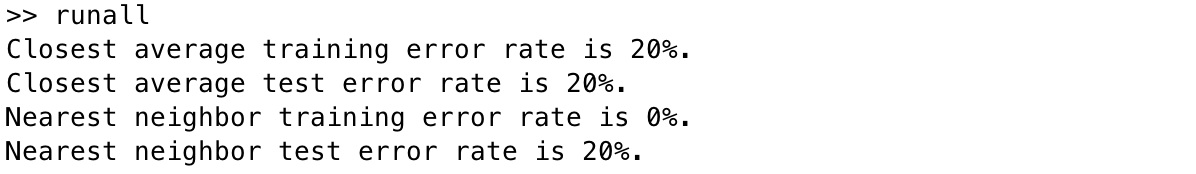 >> runall
Closest average training error rate is 20%.
Closest average test error rate is 20%.
Nearest neighbor training error rate is 0%.
Nearest neighbor test error rate is 20%.